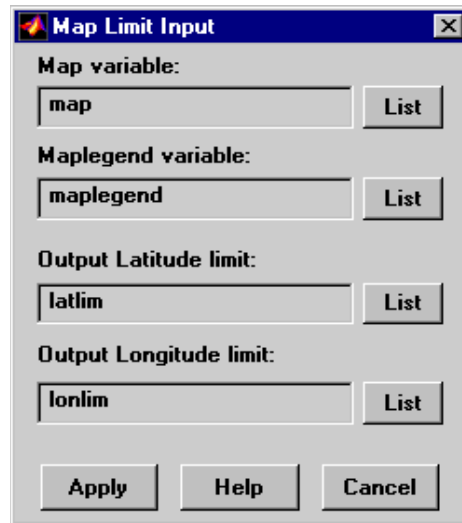 Map Limit Input
Map variable:
map List
Maplegend variable:
maplegend List
Output Latitude limit:
latlim List
Output Longitude limit:
lonlim List
Apply Help Cancel